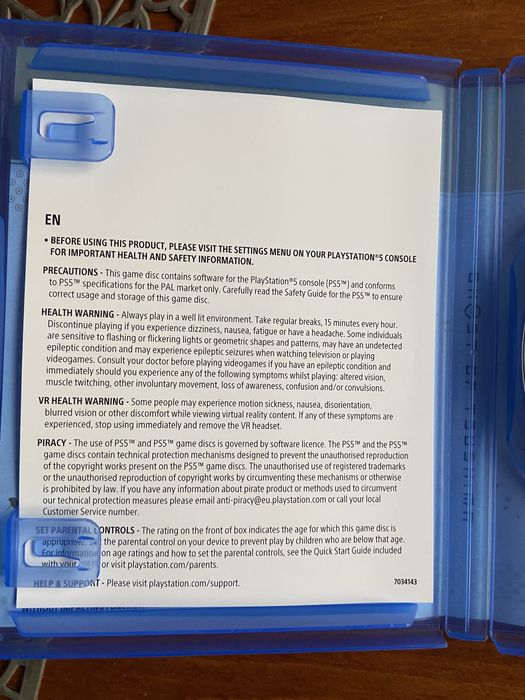 EN
• BEFORE USING THIS PRODUCT, PLEASE VISIT THE SETTINGS MENU ON YOUR PLAYSTATION®5 CONSOLE
FOR IMPORTANT HEALTH AND SAFETY INFORMATION.
PRECAUTIONS - This game disc contains software for the PlayStation®5 console (PS5™) and conforms
to PS5™ specifications for the PAL market only. Carefully read the Safety Guide for the PS5™ to ensure
correct usage and storage of this game disc.
HEALTH WARNING - Always play in a well lit environment. Take regular breaks, 15 minutes every hour.
Discontinue playing if you experience dizziness, nausea, fatigue or have a headache. Some individuals
are sensitive to flashing or flickering lights or geometric shapes and patterns, may have an undetected
epileptic condition and may experience epileptic seizures when watching television or playing
videogames. Consult your doctor before playing videogames if you have an epileptic condition and
immediately should you experience any of the following symptoms whilst playing: altered vision,
muscle twitching, other involuntary movement, loss of awareness, confusion and/or convulsions.
VR HEALTH WARNING - Some people may experience motion sickness, nausea, disorientation,
blurred vision or other discomfort while viewing virtual reality content. If any of these symptoms are
experienced, stop using immediately and remove the VR headset.
PIRACY - The use of PS5™ and PS5™ game discs is governed by software licence. The PS5™ and the PS5™
game discs contain technical protection mechanisms designed to prevent the unauthorised reproduction
of the copyright works present on the PS5™ game discs. The unauthorised use of registered trademarks
or the unauthorised reproduction of copyright works by circumventing these mechanisms or otherwise
is prohibited by law. If you have any information about pirate product or methods used to circumvent
our technical protection measures please email anti-piracy@eu.playstation.com or call your local
Customer Service number.
SET PARENTAL CONTROLS - The rating on the front of box indicates the age for which this game disc is
appropriate. Set the parental control on your device to prevent play by children who are below that age.
For information on age ratings and how to set the parental controls, see the Quick Start Guide included
with your or visit playstation.com/parents.
HELP & SUPPORT - Please visit playstation.com/support.
7034143